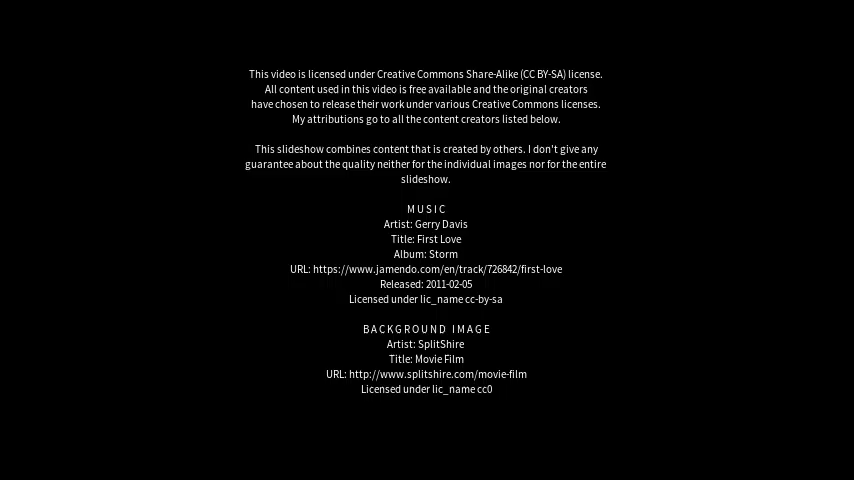 This video is licensed under Creative Commons Share-Alike (CC BY-SA) license.
All content used in this video is free available and the original creators
have chosen to release their work under various Creative Commons licenses.
My attributions go to all the content creators listed below.
This slideshow combines content that is created by others. I don't give any
guarantee about the quality neither for the individual images nor for the entire
slideshow.
MUSIC
Artist: Gerry Davis
Title: First Love
Album: Storm
URL: https://www.jamendo.com/en/track/726842/first-love
Released: 2011-02-05
Licensed under lic_name cc-by-sa
BACKGROUND IMAGE
Artist: SplitShire
Title: Movie Film
URL: http://www.splitshire.com/movie-film
Licensed under lic_name cc0